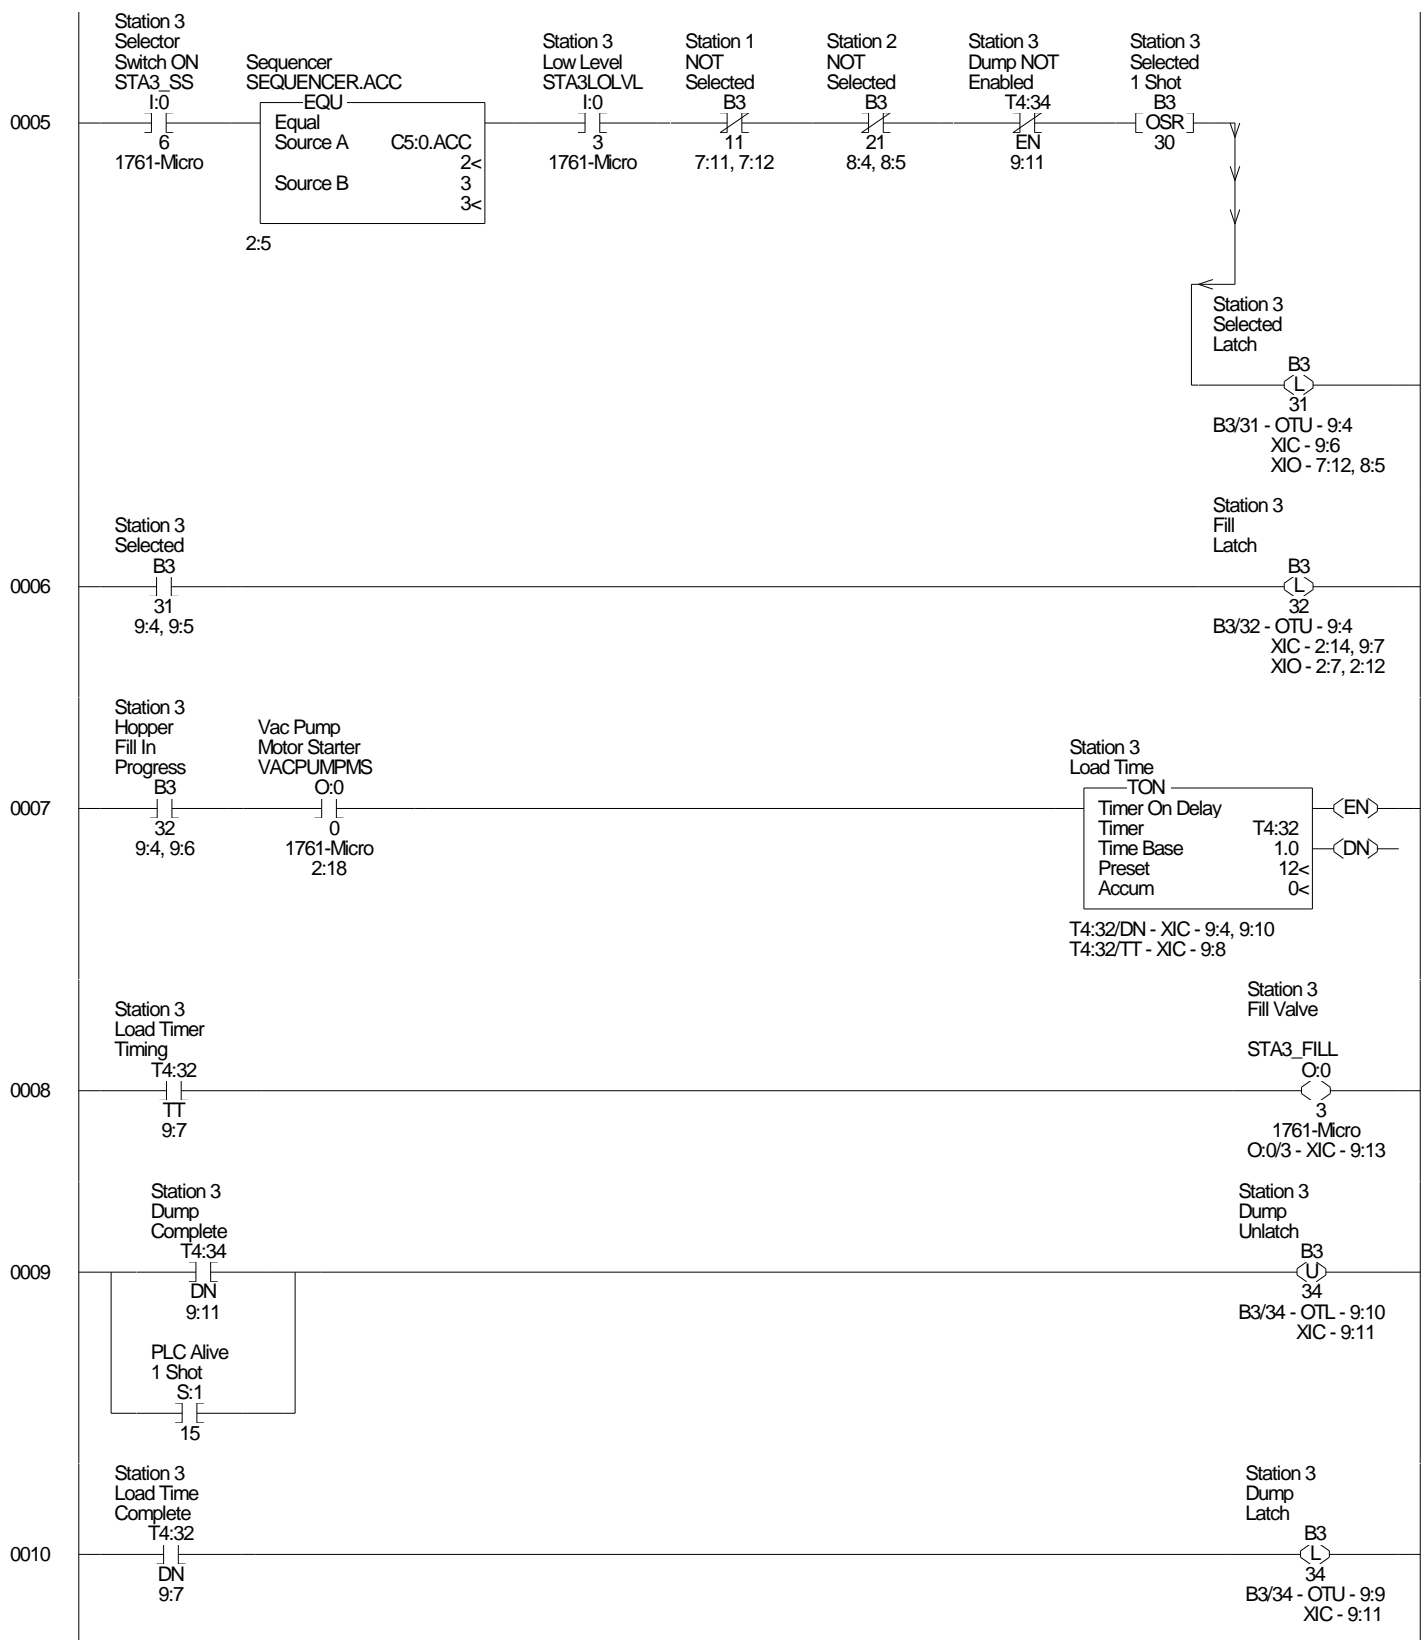 Station 3
Selector
Switch ON
STA3_SS
I:0
6
1761-Micro
Sequencer
SEQUENCER.ACC
EQU
Equal
Source A C5:0.ACC
2<
Source B 3
3<
2:5
Station 3
Low Level
STA3LOLVL
I:0
3
1761-Micro
Station 1
NOT
Selected
B3
11
7:11, 7:12
Station 2
NOT
Selected
B3
21
8:4, 8:5
Station 3
Dump NOT
Enabled
T4:34
EN
9:11
Station 3
Selected
1 Shot
B3
OSR
30
0005
Station 3
Selected
Latch
B3
L
31
B3/31 - OTU - 9:4
XIC - 9:6
XIO - 7:12, 8:5
Station 3
Selected
B3
0006
31
9:4, 9:5
Station 3
Fill
Latch
B3
L
32
B3/32 - OTU - 9:4
XIC - 2:14, 9:7
XIO - 2:7, 2:12
Station 3
Hopper
Fill In
Progress
B3
0007
32
9:4, 9:6
Vac Pump
Motor Starter
VACPUMPMS
O:0
0
1761-Micro
2:18
Station 3
Load Time
TON
Timer On Delay
Timer T4:32
Time Base 1.0
Preset 12<
Accum 0<
EN
DN
T4:32/DN - XIC - 9:4, 9:10
T4:32/TT - XIC - 9:8
Station 3
Load Timer
Timing
T4:32
0008
TT
9:7
Station 3
Fill Valve
STA3_FILL
O:0
3
1761-Micro
O:0/3 - XIC - 9:13
Station 3
Dump
Complete
T4:34
0009
DN
9:11
PLC Alive
1 Shot
S:1
15
Station 3
Dump
Unlatch
B3
U
34
B3/34 - OTL - 9:10
XIC - 9:11
Station 3
Load Time
Complete
T4:32
0010
DN
9:7
Station 3
Dump
Latch
B3
L
34
B3/34 - OTU - 9:9
XIC - 9:11